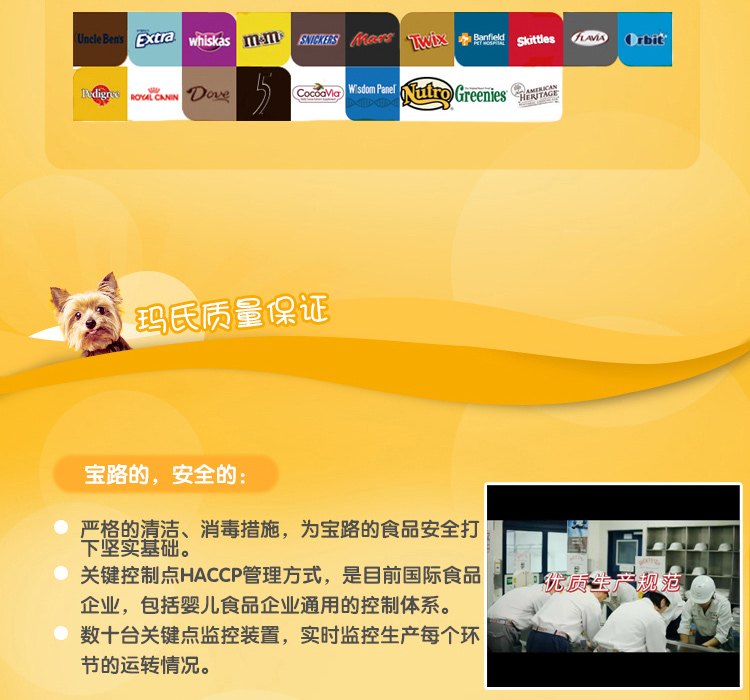 Uncle Ben's Extra whiskas m&m's SNICKERS Mars Twix Banfield PET HOSPITAL Skittles FLAVIA Orbit
Pedigree ROYAL CANIN Dove 5 CocoaVia Wisdom Panel Nutro Greenies AMERICAN HERITAGE
玛氏质量保证
宝路的，安全的：
严格的清洁、消毒措施，为宝路的食品安全打
下坚实基础。
关键控制点HACCP管理方式，是目前国际食品
企业，包括婴儿食品企业通用的控制体系。
数十台关键点监控装置，实时监控生产每个环
节的运转情况。
优质生产规范